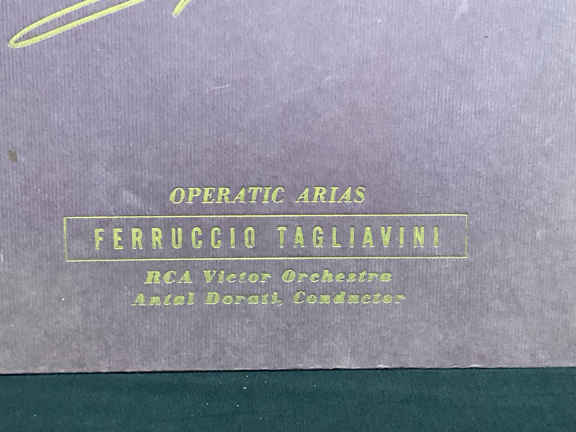 OPERATIC ARIAS
FERRUCCIO TAGLIAVINI
RCA Victor Orchestra
Antal Dorati, Conductor